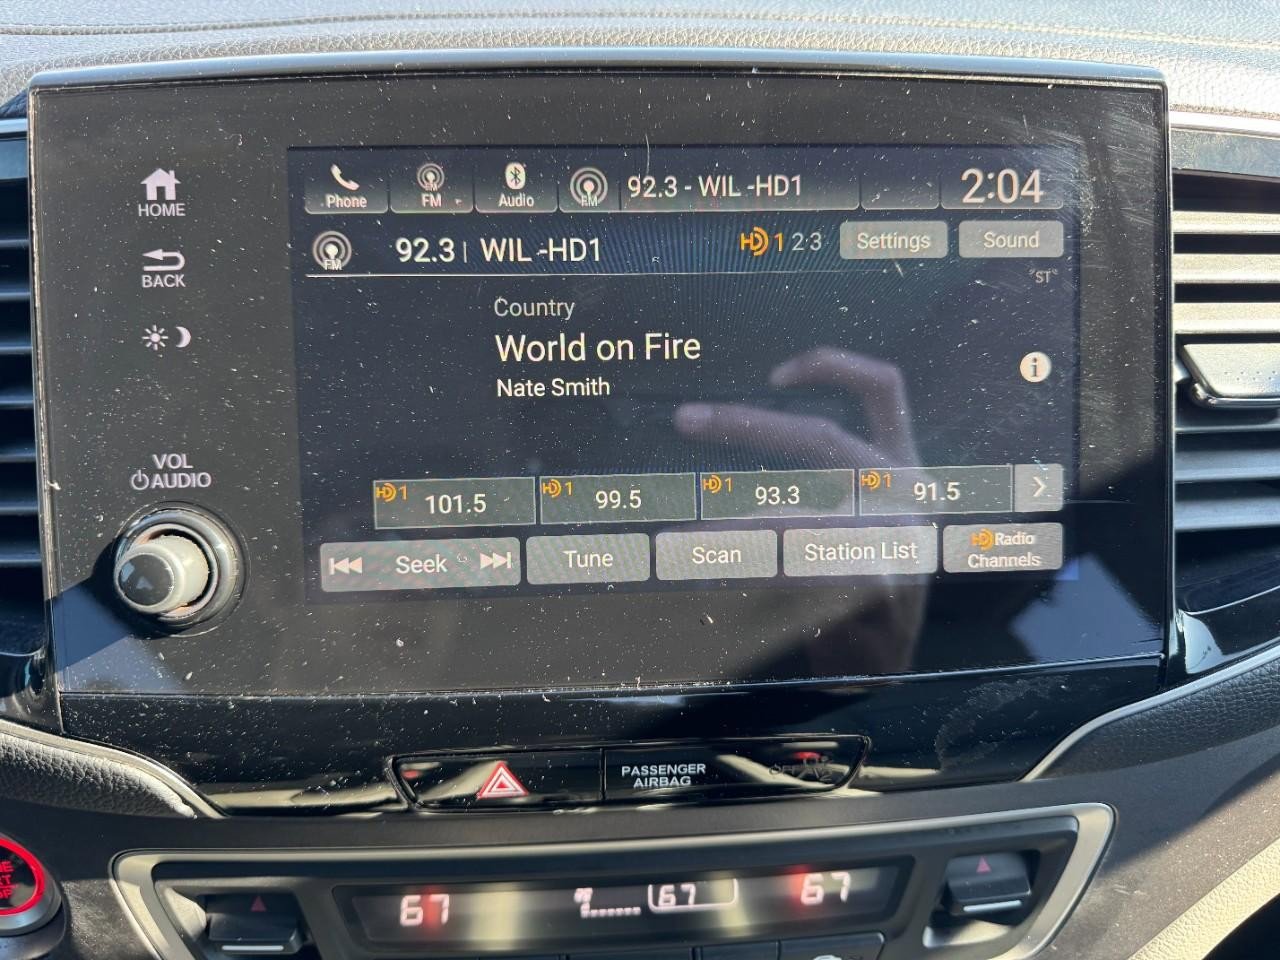 HOME
BACK
VOL
AUDIO
Phone
FM
Audio
FM
92.3 - WIL -HD1
2:04
FM
92.3 | WIL -HD1
HD 1 2 3
Settings
Sound
"ST"
Country
World on Fire
Nate Smith
i
HD 1 101.5
HD 1 99.5
HD 1 93.3
HD 1 91.5
Seek
Tune
Scan
Station List
HD Radio
Channels
PASSENGER
AIRBAG
OFF
67
67
67